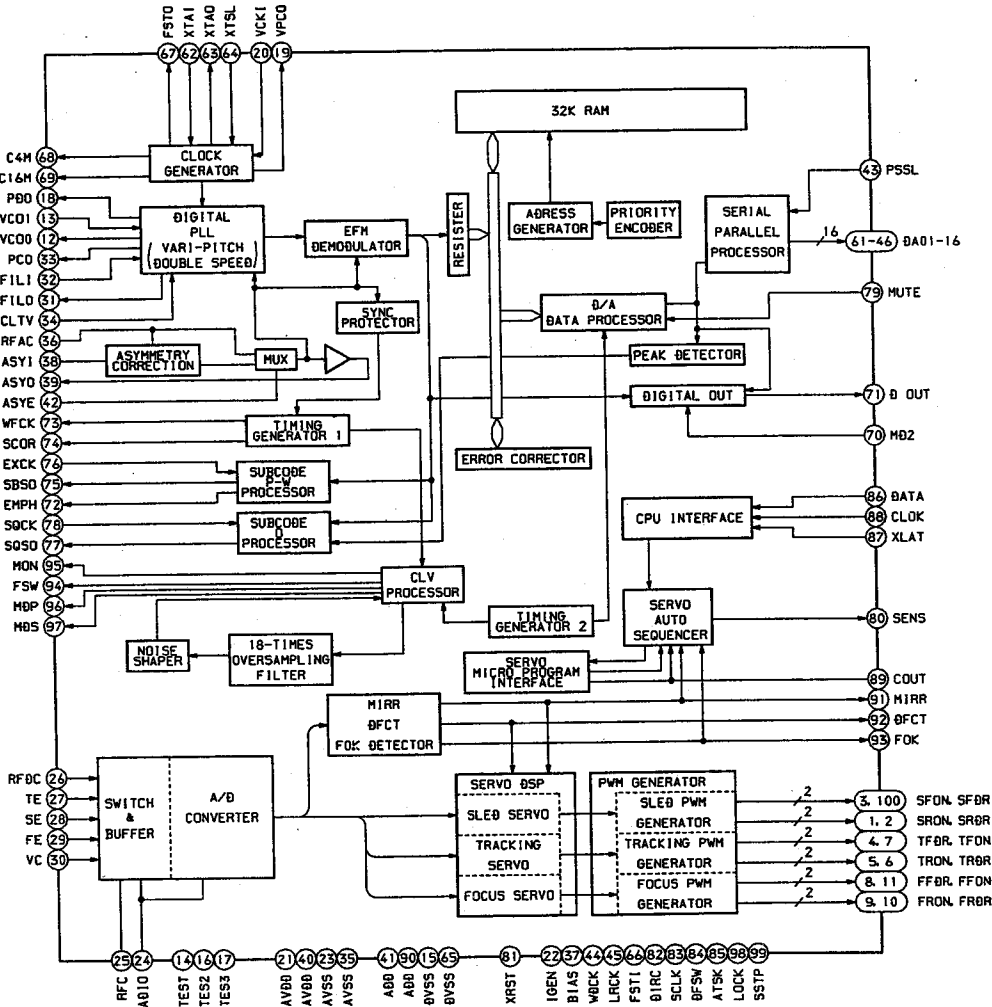 FSTO XTAI XTAO XTSL VCKI VPCO
67 62 63 64 20 19
32K RAM
C4M 68
C16M 69
CLOCK
GENERATOR
43 PSSL
PDO 18
VCOI 13
VCOO 12
PCO 33
FILI 32
FILO 31
CLTV 34
RFAC 36
ASYI 38
ASYO 39
ASYE 42
WFCK 73
SCOR 74
EXCK 76
SBSO 75
EMPH 72
SQCK 78
SQSO 77
MON 95
FSW 94
MDP 96
MDS 97
DIGITAL
PLL
(VARI-PITCH
DOUBLE SPEED)
EFM
DEMODULATOR
RESISTER
ADRESS
GENERATOR
PRIORITY
ENCODER
SERIAL
PARALLEL
PROCESSOR
16
61-46 DAO1-16
SYNC
PROTECTOR
D/A
DATA PROCESSOR
79 MUTE
ASYMMETRY
CORRECTION
MUX
PEAK DETECTOR
DIGITAL OUT
71 D OUT
TIMING
GENERATOR 1
70 MD2
ERROR CORRECTOR
SUBCODE
P-W
PROCESSOR
SUBCODE
Q
PROCESSOR
CPU INTERFACE
86 DATA
88 CLOK
87 XLAT
CLV
PROCESSOR
TIMING
GENERATOR 2
SERVO
AUTO
SEQUENCER
80 SENS
NOISE
SHAPER
18-TIMES
OVERSAMPLING
FILTER
SERVO
MICRO PROGRAM
INTERFACE
89 COUT
91 MIRR
92 DFCT
93 FOK
MIRR
DFCT
FOK DETECTOR
RFDC 26
TE 27
SE 28
FE 29
VC 30
SWITCH
&
BUFFER
A/D
CONVERTER
SERVO DSP
SLED SERVO
TRACKING
SERVO
FOCUS SERVO
PWM GENERATOR
SLED PWM
GENERATOR
TRACKING PWM
GENERATOR
FOCUS PWM
GENERATOR
2 3. 100 SFON. SFDR
1. 2 SRON. SRDR
2 4. 7 TFDR. TFON
5. 6 TRON. TRDR
2 8. 11 FFDR. FFON
2 9. 10 FRON. FRDR
25 24 14 16 17 21 40 23 35 41 90 15 65 81 22 37 44 45 66 82 83 84 85 98 99
RFC ADIO TEST TES2 TES3 AVDD AVDD AVSS AVSS ADD ADD DVSS DVSS XRST IGEN BIAS WDCK LRCK FSTI DIRC SCLK DFSW ATSK LOCK SSTP